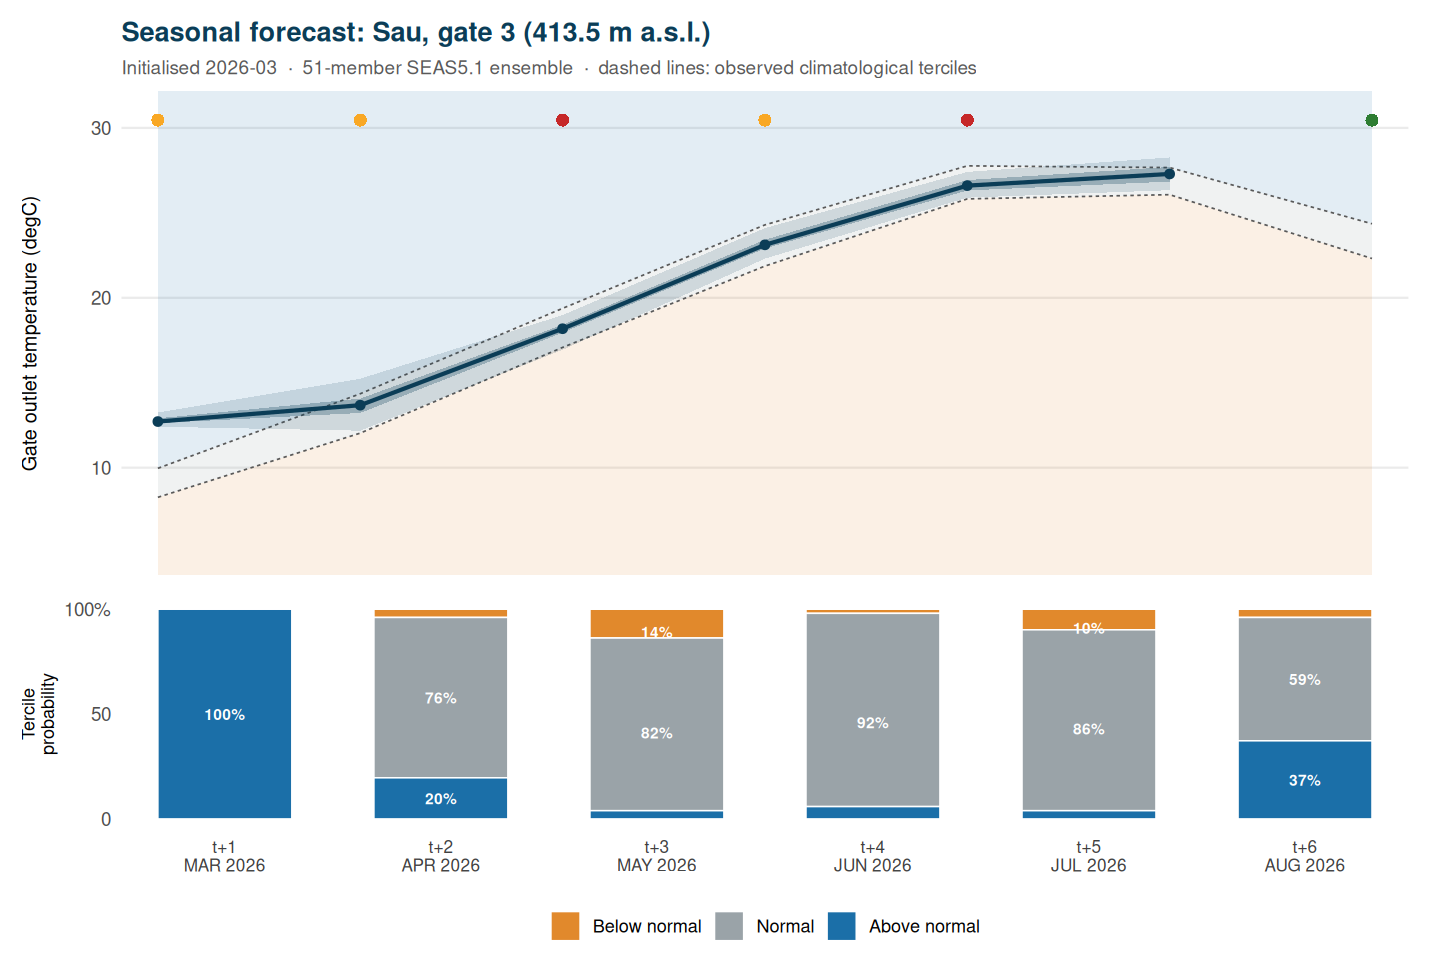 Seasonal forecast: Sau, gate 3 (413.5 m a.s.l.)
Initialised 2026-03 · 51-member SEAS5.1 ensemble · dashed lines: observed climatological terciles
Gate outlet temperature (degC)
30
20
10
Tercile
probability
100%
50
0
100%
76%
20%
14%
82%
92%
10%
86%
59%
37%
t+1
MAR 2026
t+2
APR 2026
t+3
MAY 2026
t+4
JUN 2026
t+5
JUL 2026
t+6
AUG 2026
Below normal
Normal
Above normal